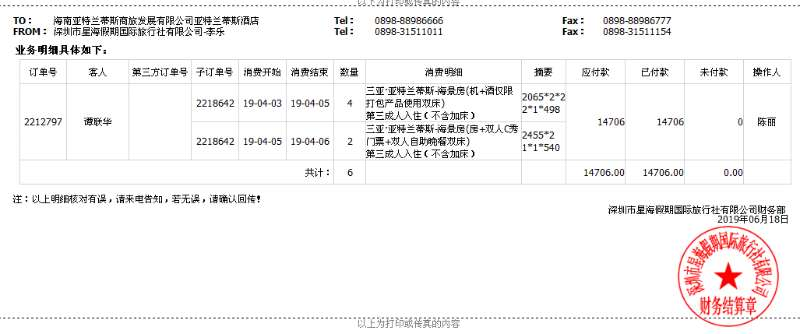 以上为打印或传真的内容
TO： 海南亚特兰蒂斯商旅发展有限公司亚特兰蒂斯酒店 Tel： 0898-88986666 Fax： 0898-88986777
FROM： 深圳市星海假期国际旅行社有限公司-李乐 Tel： 0898-31511011 Fax： 0898-31511154
业务明细具体如下：
订单号 客人 第三方订单号 子订单号 消费开始 消费结束 数量 消费明细 摘要 应付款 已付款 未付款 操作人
2212797 谭联华 2218642 19-04-03 19-04-05 4 三亚·亚特兰蒂斯-海景房(机+酒仅限 2065*2*2 14706 14706 0 陈丽
打包产品使用双床) 2*1*498
第三成人入住（不含加床）
2218642 19-04-05 19-04-06 2 三亚·亚特兰蒂斯-海景房(房+双人C秀 2455*2
门票+双人自助晚餐双床) 1*1*540
第三成人入住（不含加床）
共计： 6 14706.00 14706.00 0.00
注：以上明细核对有误，请来电告知，若无误，请确认回传!
深圳市星海假期国际旅行社有限公司财务部
2019年06月18日
深圳市星海假期国际旅行社有限公司
财务结算章
以上为打印或传真的内容